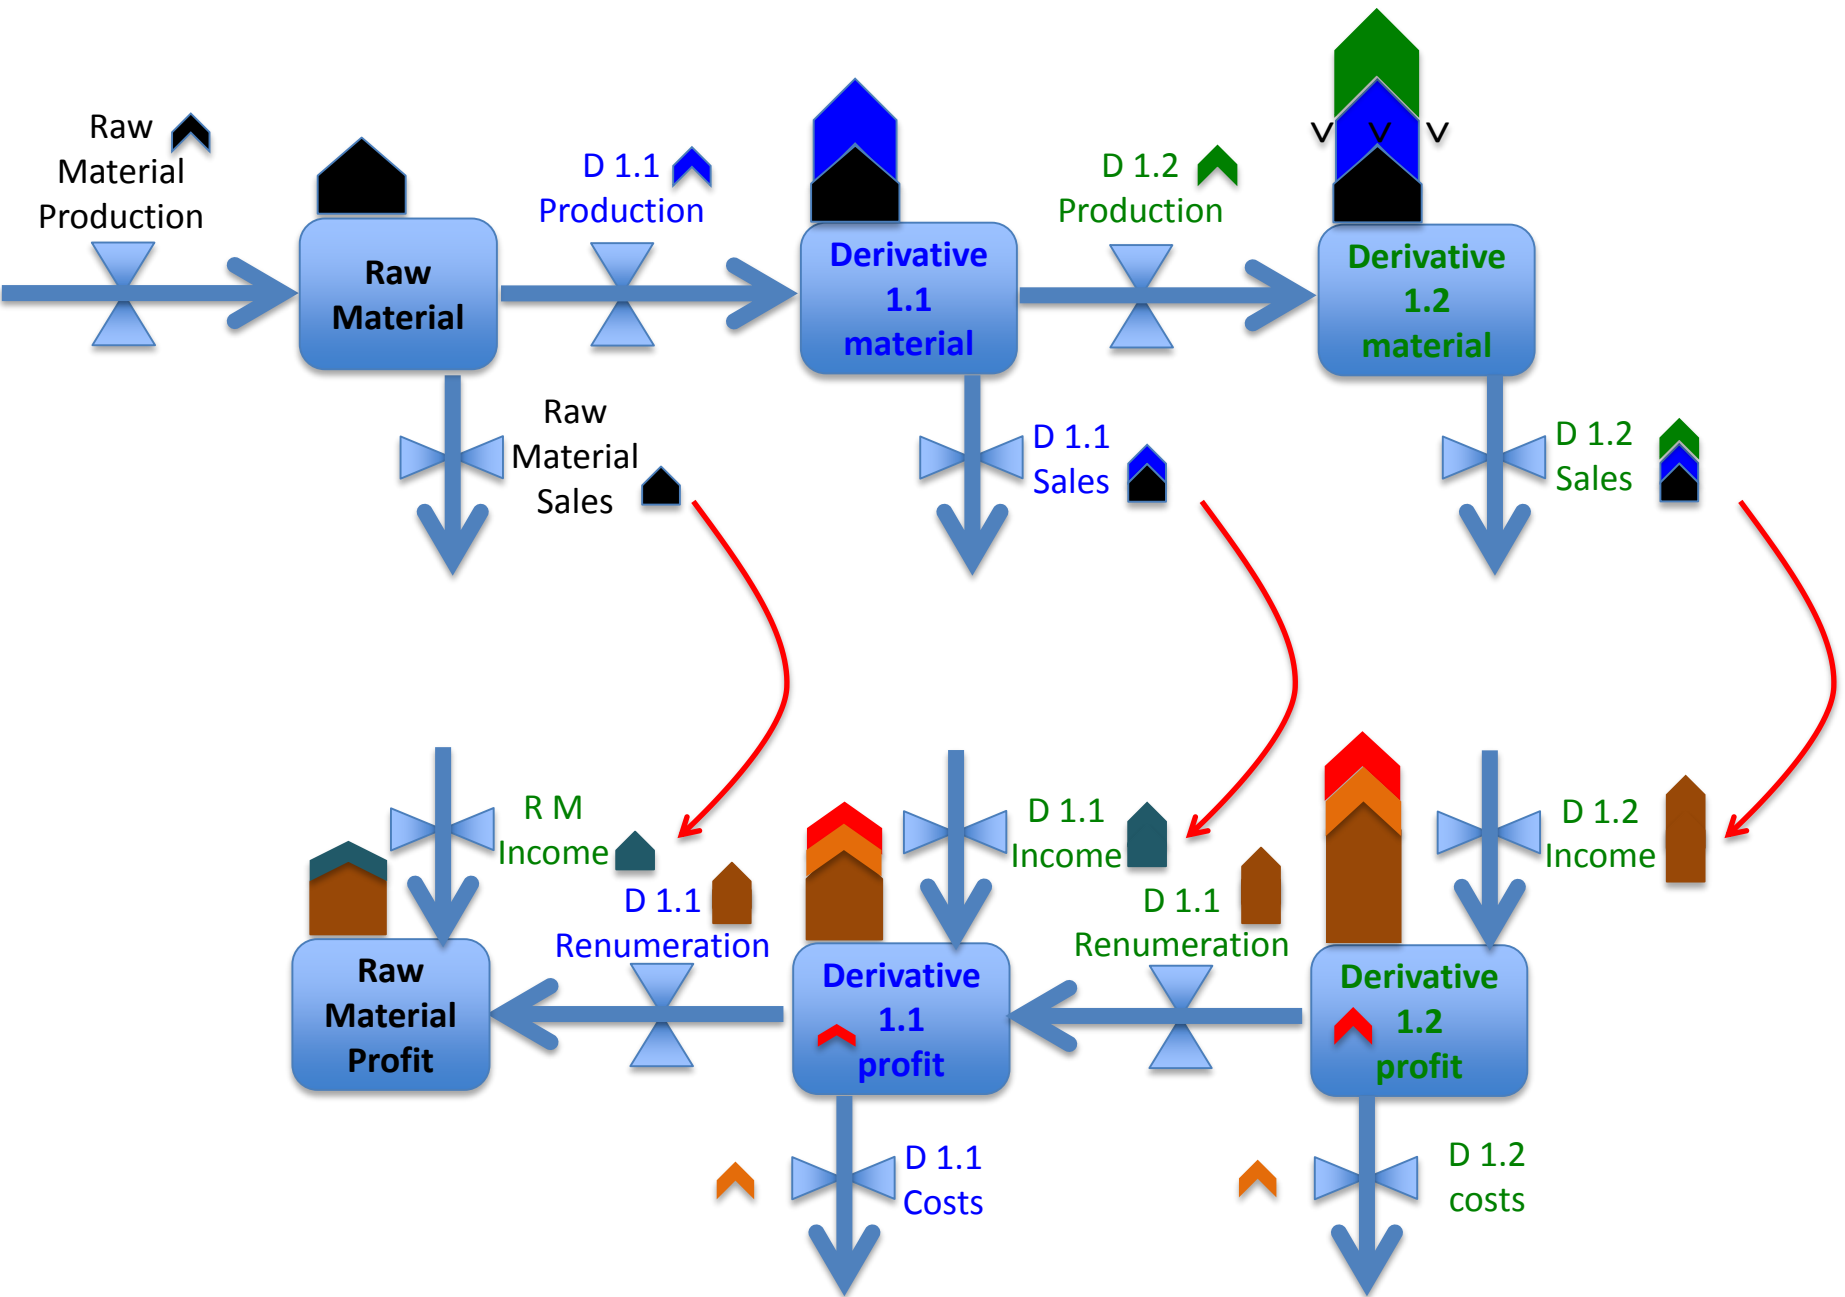 Raw
Material
Production
D 1.1
Production
D 1.2
Production
V V V
Raw
Material
Derivative
1.1
material
Derivative
1.2
material
Raw
Material
Sales
D 1.1
Sales
D 1.2
Sales
R M
Income
D 1.1
Income
D 1.2
Income
D 1.1
Renumeration
D 1.1
Renumeration
Raw
Material
Profit
Derivative
1.1
profit
Derivative
1.2
profit
D 1.1
Costs
D 1.2
costs